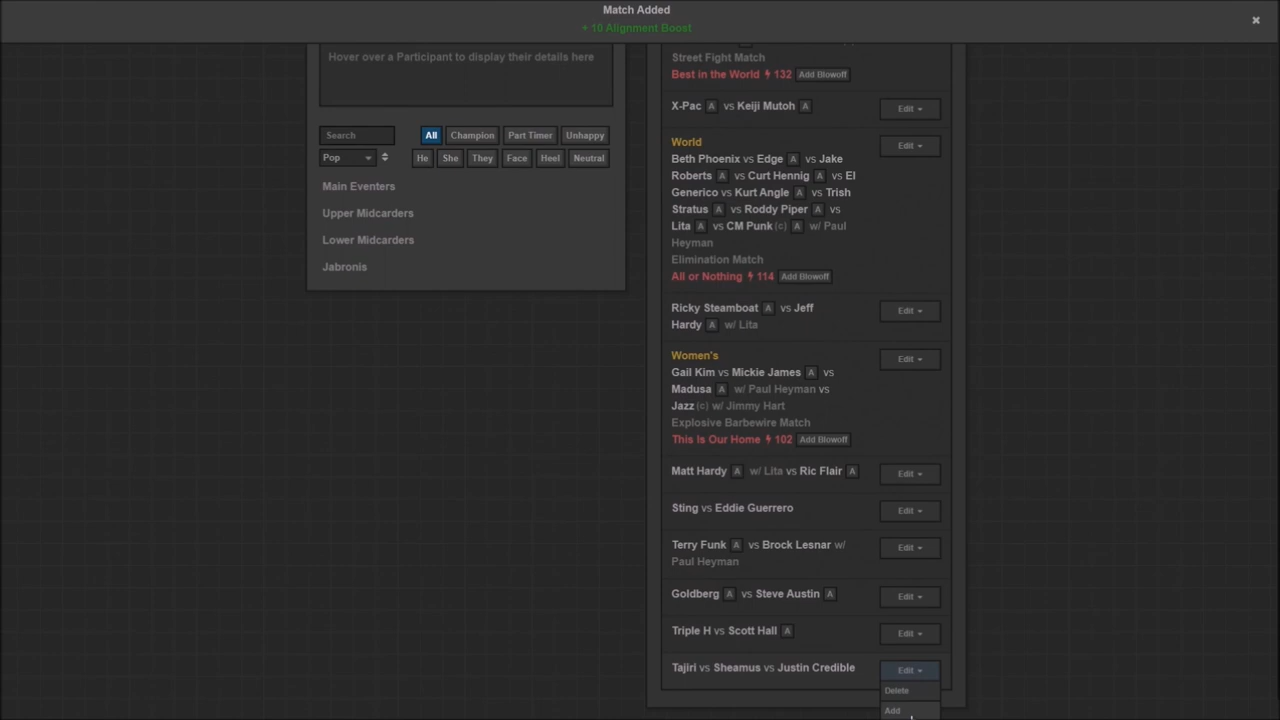 Match Added
+ 10 Alignment Boost
×
Hover over a Participant to display their details here
Search
All
Champion
Part Timer
Unhappy
Pop
He
She
They
Face
Heel
Neutral
Main Eventers
Upper Midcarders
Lower Midcarders
Jabronis
Street Fight Match
Best in the World 132 Add Blowoff
X-Pac A vs Keiji Mutoh A
Edit
World
Edit
Beth Phoenix vs Edge A vs Jake
Roberts A vs Curt Hennig A vs El
Generico vs Kurt Angle A vs Trish
Stratus A vs Roddy Piper A vs
Lita A vs CM Punk (c) A w/ Paul
Heyman
Elimination Match
All or Nothing 114 Add Blowoff
Ricky Steamboat A vs Jeff
Hardy A w/ Lita
Edit
Women's
Edit
Gail Kim vs Mickie James A vs
Madusa A w/ Paul Heyman vs
Jazz (c) w/ Jimmy Hart
Explosive Barbewire Match
This Is Our Home 102 Add Blowoff
Matt Hardy A w/ Lita vs Ric Flair A
Edit
Sting vs Eddie Guerrero
Edit
Terry Funk A vs Brock Lesnar w/
Paul Heyman
Edit
Goldberg A vs Steve Austin A
Edit
Triple H vs Scott Hall A
Edit
Tajiri vs Sheamus vs Justin Credible
Edit
Delete
Add